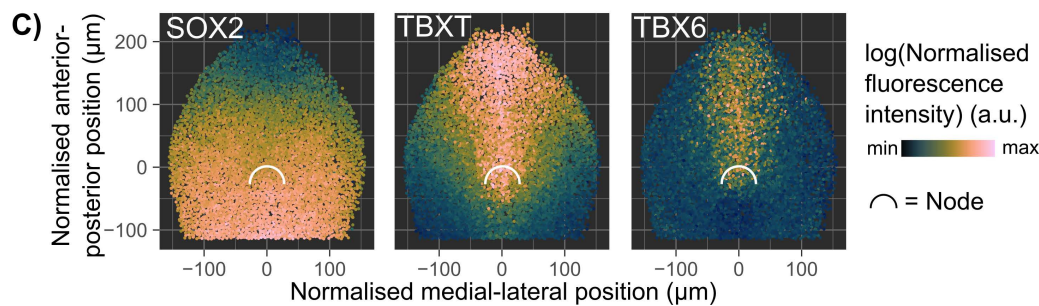 C)
SOX2
TBXT
TBX6
Normalised anterior-
posterior position (µm)
200
100
0
−100
−100
0
100
−100
0
100
−100
0
100
Normalised medial-lateral position (µm)
log(Normalised
fluorescence
intensity) (a.u.)
min
max
= Node